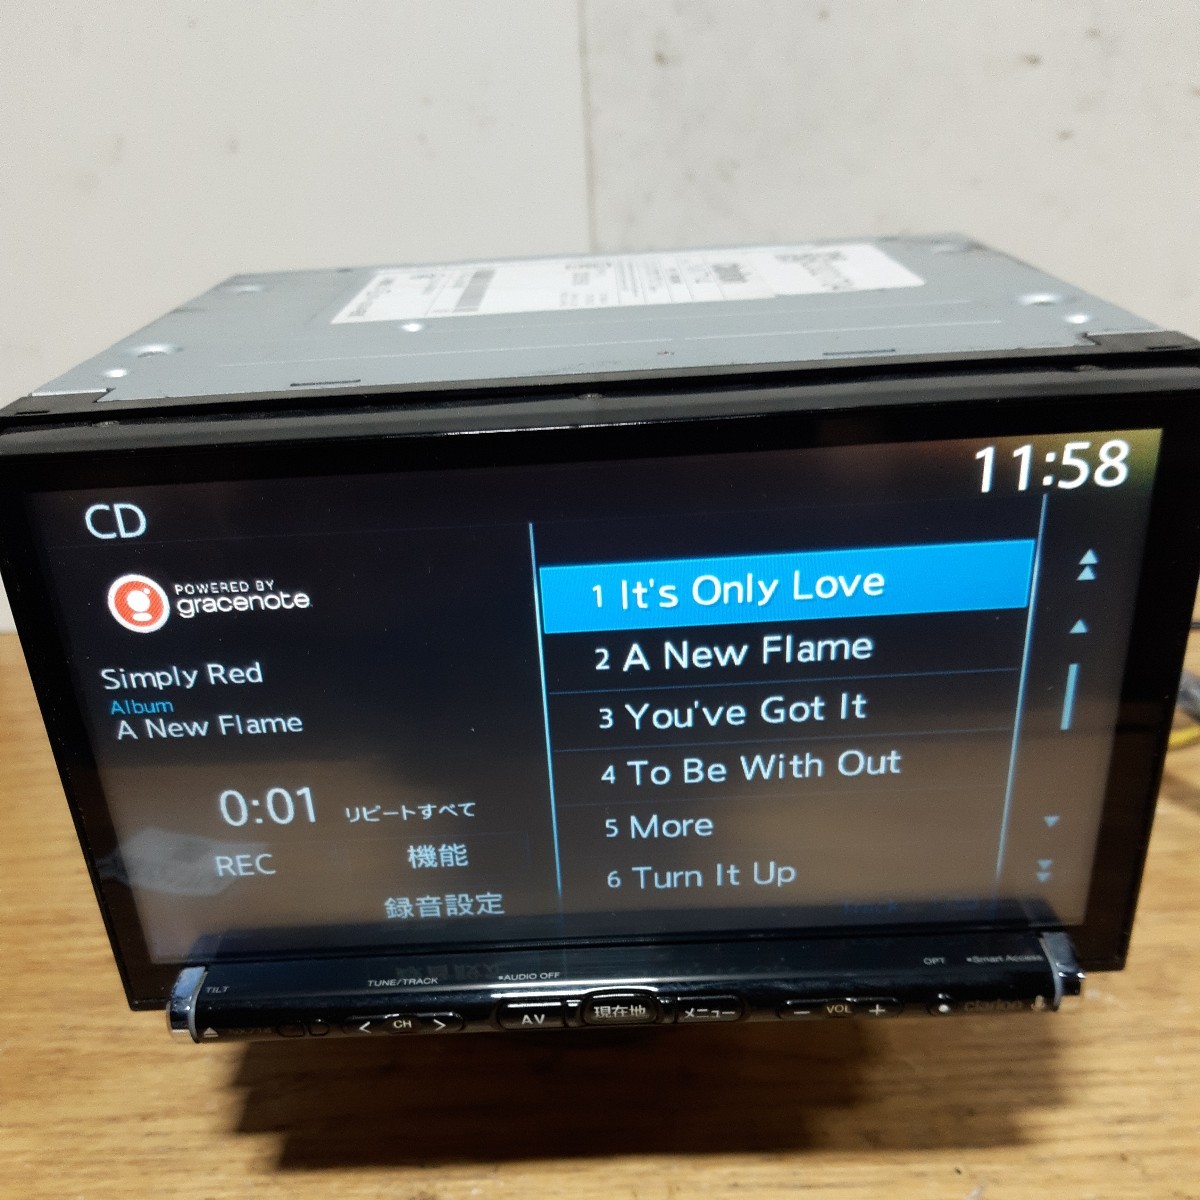 11:58
CD
POWERED BY
gracenote
Simply Red
Album
A New Flame
0:01 リピートすべて
REC 機能
録音設定
1 It's Only Love
2 A New Flame
3 You've Got It
4 To Be With Out
5 More
6 Turn It Up
TILT TUNE/TRACK ■AUDIO OFF OPT ■Smart Access
< CH > AV 現在地 メニュー − VOL + clarion